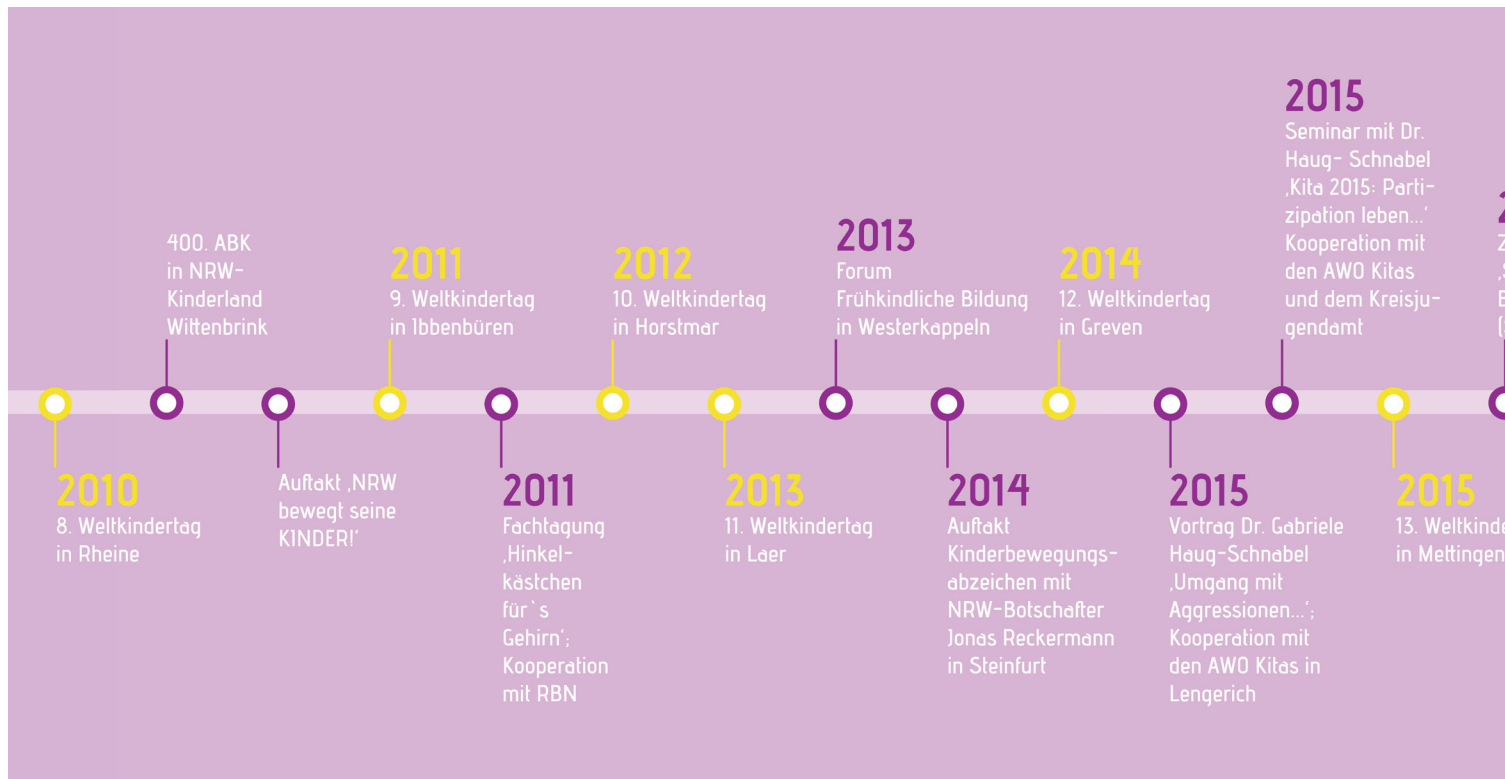 2010
8. Weltkindertag
in Rheine
400. ABK
in NRW-
Kinderland
Wittenbrink
Auftakt ‚NRW
bewegt seine
KINDER!‘
2011
9. Weltkindertag
in Ibbenbüren
2011
Fachtagung
‚Hinkel-
kästchen
für`s
Gehirn‘;
Kooperation
mit RBN
2012
10. Weltkindertag
in Horstmar
2013
11. Weltkindertag
in Laer
2013
Forum
Frühkindliche Bildung
in Westerkappeln
2014
Auftakt
Kinderbewegungs-
abzeichen mit
NRW-Botschafter
Jonas Reckermann
in Steinfurt
2014
12. Weltkindertag
in Greven
2015
Vortrag Dr. Gabriele
Haug-Schnabel
‚Umgang mit
Aggressionen...‘;
Kooperation mit
den AWO Kitas in
Lengerich
2015
Seminar mit Dr.
Haug- Schnabel
‚Kita 2015: Parti-
zipation leben...‘
Kooperation mit
den AWO Kitas
und dem Kreisju-
gendamt
2015
13. Weltkinde
in Mettingen